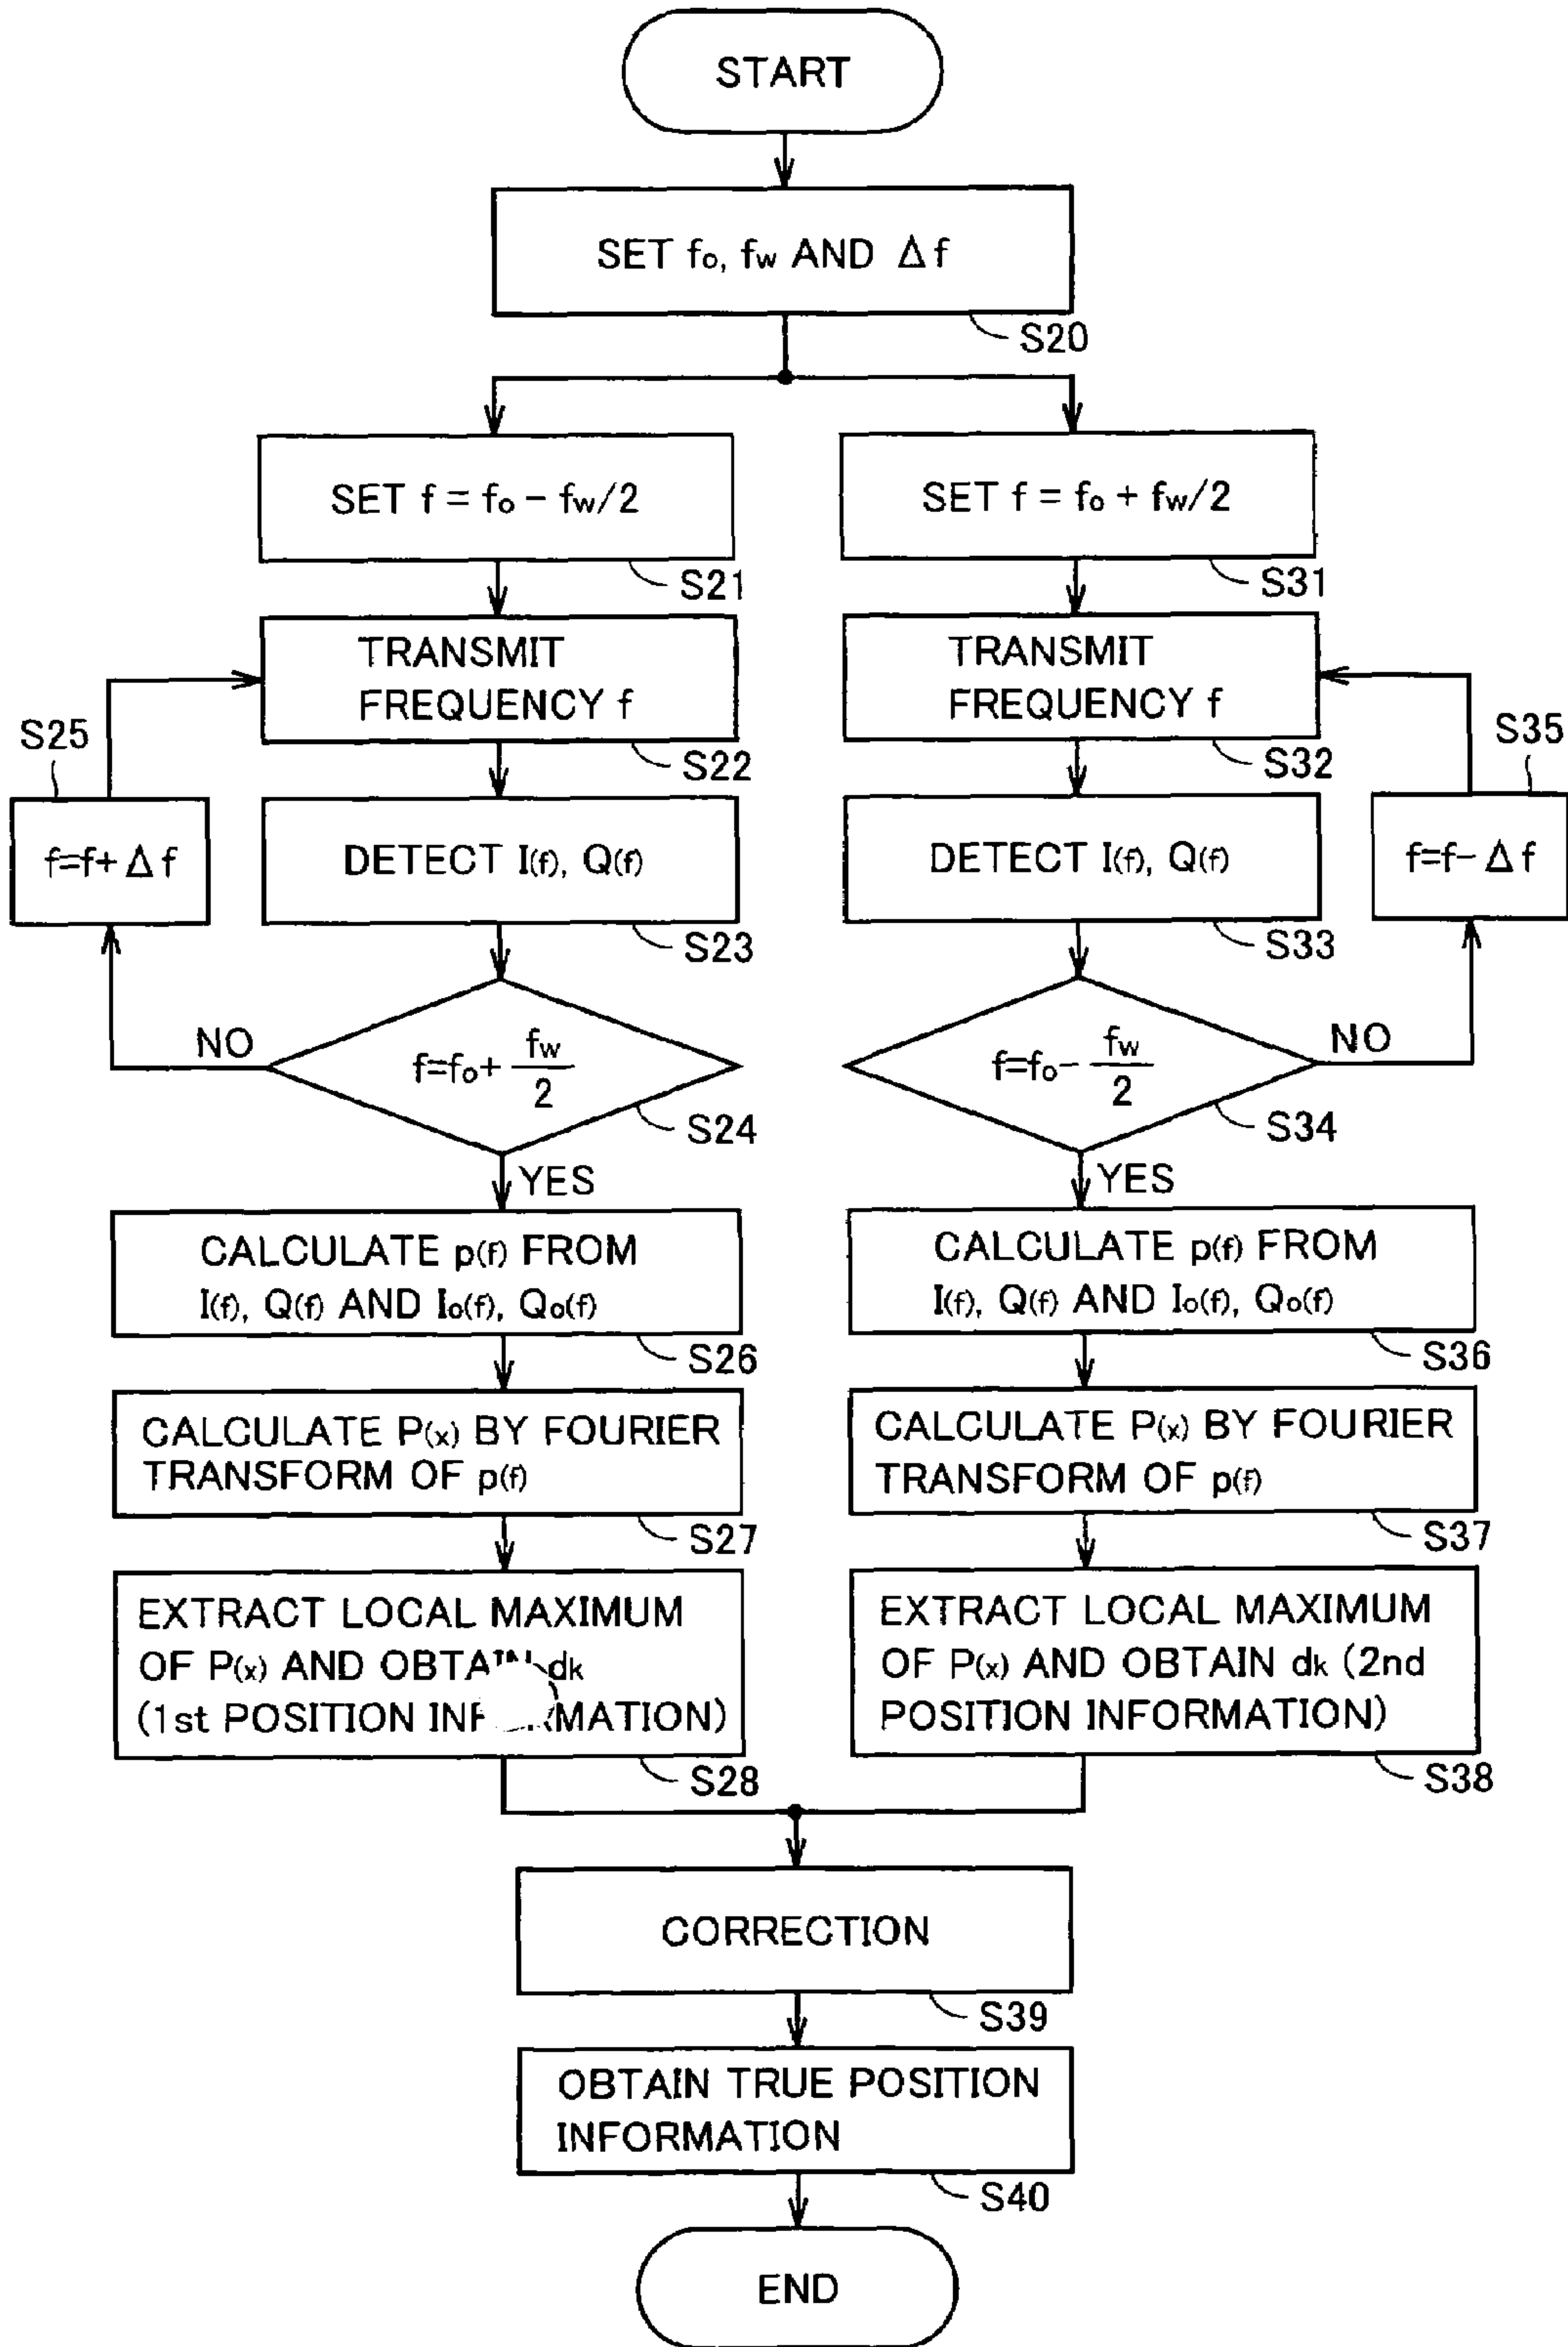 START
SET fo, fw AND Δf
S20
SET f = fo - fw/2
S21
TRANSMIT
FREQUENCY f
S22
S25
f=f+Δf
DETECT I(f), Q(f)
S23
NO
f=fo+ fw/2
S24
YES
CALCULATE p(f) FROM
I(f), Q(f) AND Io(f), Qo(f)
S26
CALCULATE P(x) BY FOURIER
TRANSFORM OF p(f)
S27
EXTRACT LOCAL MAXIMUM
OF P(x) AND dk
(1st POSITION
S28
SET f = fo + fw/2
S31
TRANSMIT
FREQUENCY f
S32
S35
f=f-Δf
DETECT I(f), Q(f)
S33
NO
f=fo- fw/2
S34
YES
CALCULATE p(f) FROM
I(f), Q(f) AND Io(f), Qo(f)
S36
CALCULATE P(x) BY FOURIER
TRANSFORM OF p(f)
S37
EXTRACT LOCAL MAXIMUM
OF P(x) AND OBTAIN dk (2nd
POSITION INFORMATION)
S38
CORRECTION
S39
OBTAIN TRUE POSITION
INFORMATION
S40
END